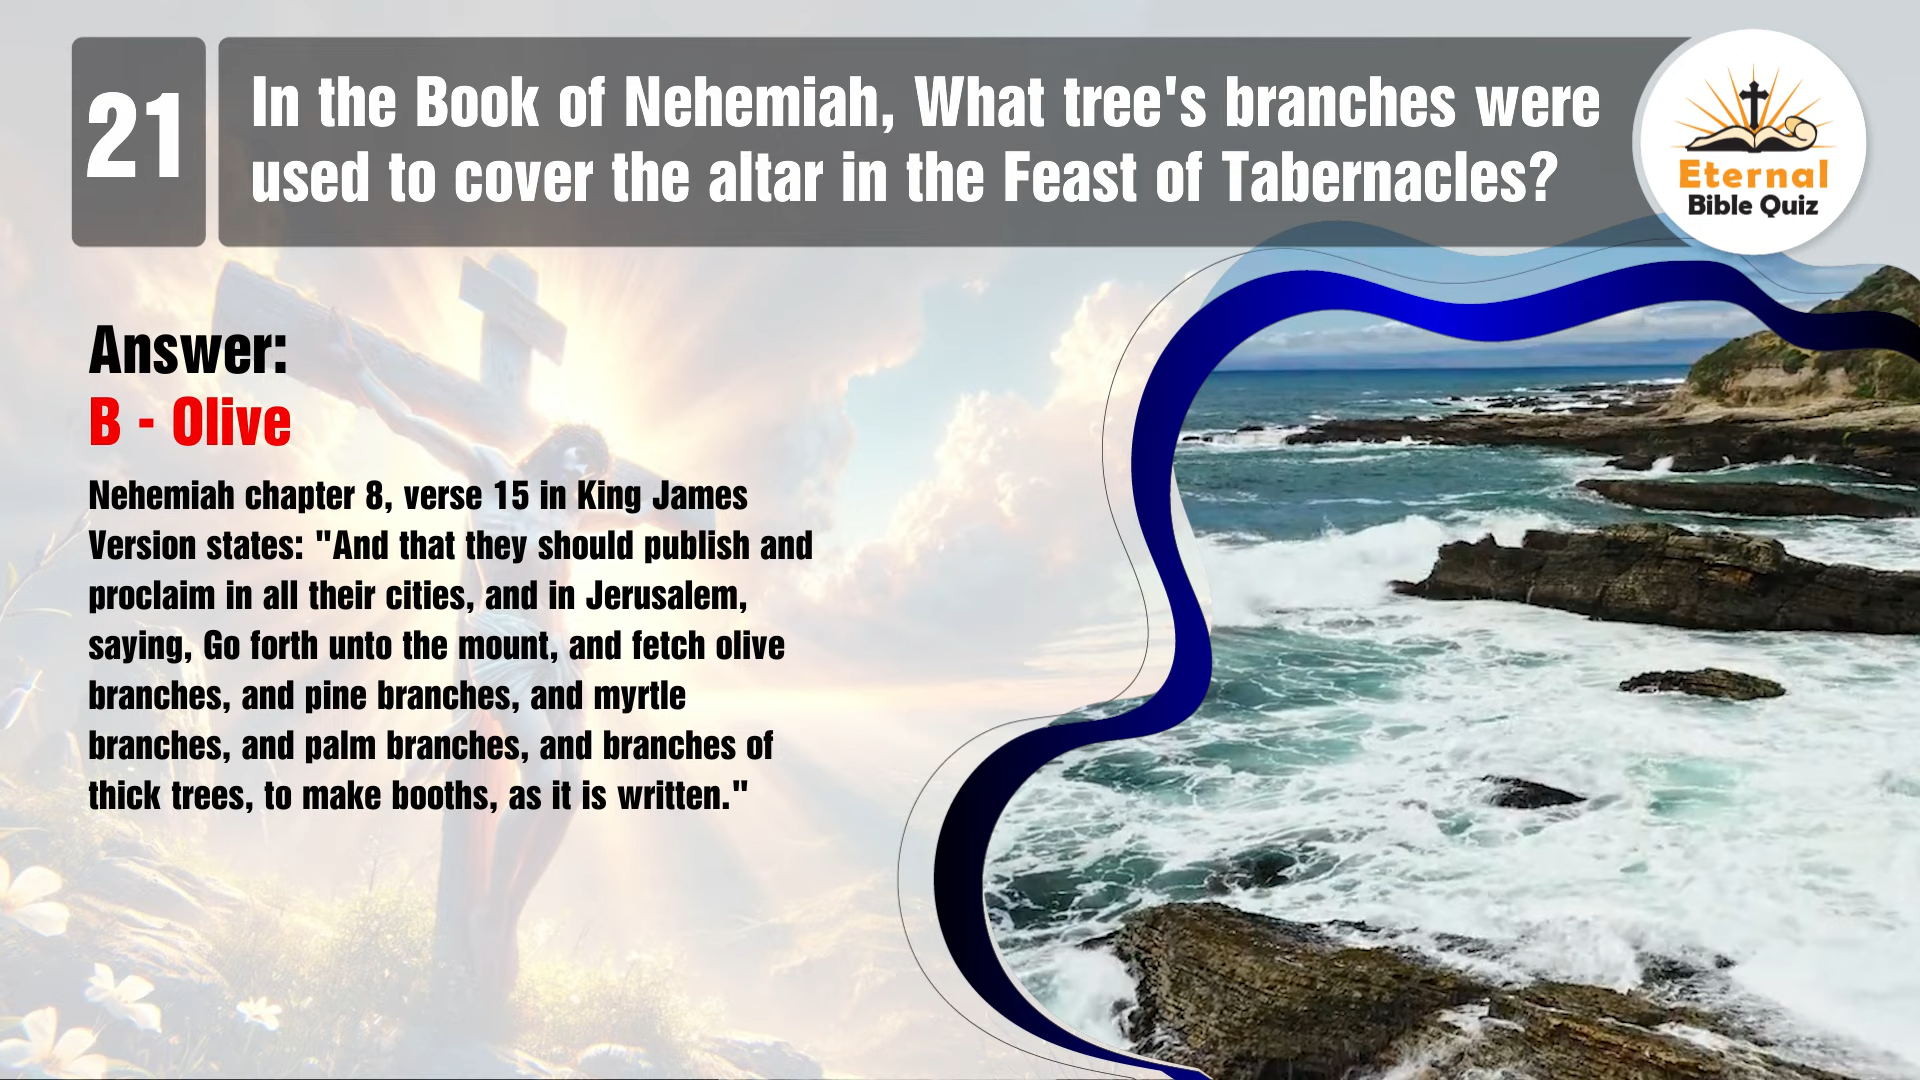 21
In the Book of Nehemiah, What tree's branches were
used to cover the altar in the Feast of Tabernacles?
Eternal
Bible Quiz
Answer:
B - Olive
Nehemiah chapter 8, verse 15 in King James
Version states: "And that they should publish and
proclaim in all their cities, and in Jerusalem,
saying, Go forth unto the mount, and fetch olive
branches, and pine branches, and myrtle
branches, and palm branches, and branches of
thick trees, to make booths, as it is written."